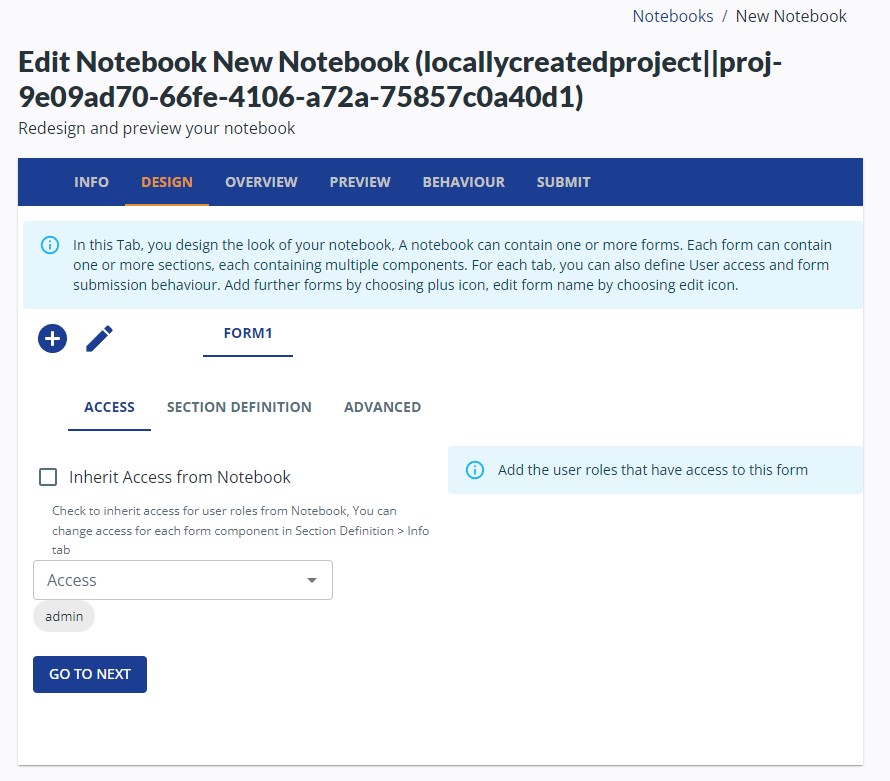 Notebooks / New Notebook
Edit Notebook New Notebook (locallycreatedproject||proj-
9e09ad70-66fe-4106-a72a-75857c0a40d1)
Redesign and preview your notebook
INFO DESIGN OVERVIEW PREVIEW BEHAVIOUR SUBMIT
In this Tab, you design the look of your notebook, A notebook can contain one or more forms. Each form can contain
one or more sections, each containing multiple components. For each tab, you can also define User access and form
submission behaviour. Add further forms by choosing plus icon, edit form name by choosing edit icon.
FORM1
ACCESS SECTION DEFINITION ADVANCED
Add the user roles that have access to this form
Inherit Access from Notebook
Check to inherit access for user roles from Notebook, You can
change access for each form component in Section Definition > Info
tab
Access
admin
GO TO NEXT